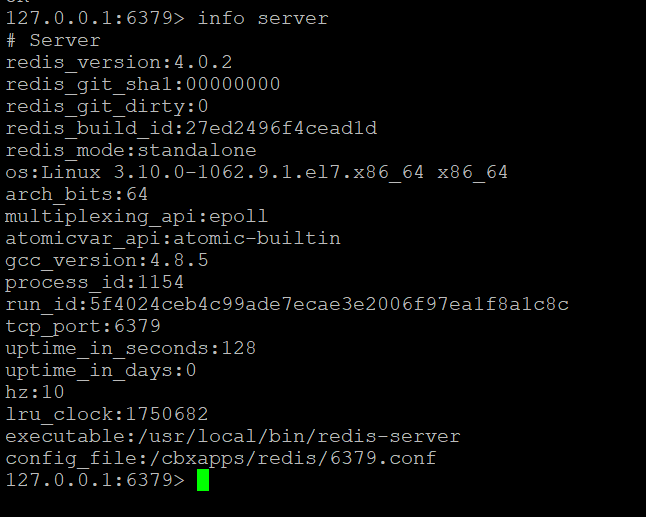 127.0.0.1:6379> info server
# Server
redis_version:4.0.2
redis_git_sha1:00000000
redis_git_dirty:0
redis_build_id:27ed2496f4cead1d
redis_mode:standalone
os:Linux 3.10.0-1062.9.1.el7.x86_64 x86_64
arch_bits:64
multiplexing_api:epoll
atomicvar_api:atomic-builtin
gcc_version:4.8.5
process_id:1154
run_id:5f4024ceb4c99ade7ecae3e2006f97ea1f8a1c8c
tcp_port:6379
uptime_in_seconds:128
uptime_in_days:0
hz:10
lru_clock:1750682
executable:/usr/local/bin/redis-server
config_file:/cbxapps/redis/6379.conf
127.0.0.1:6379>